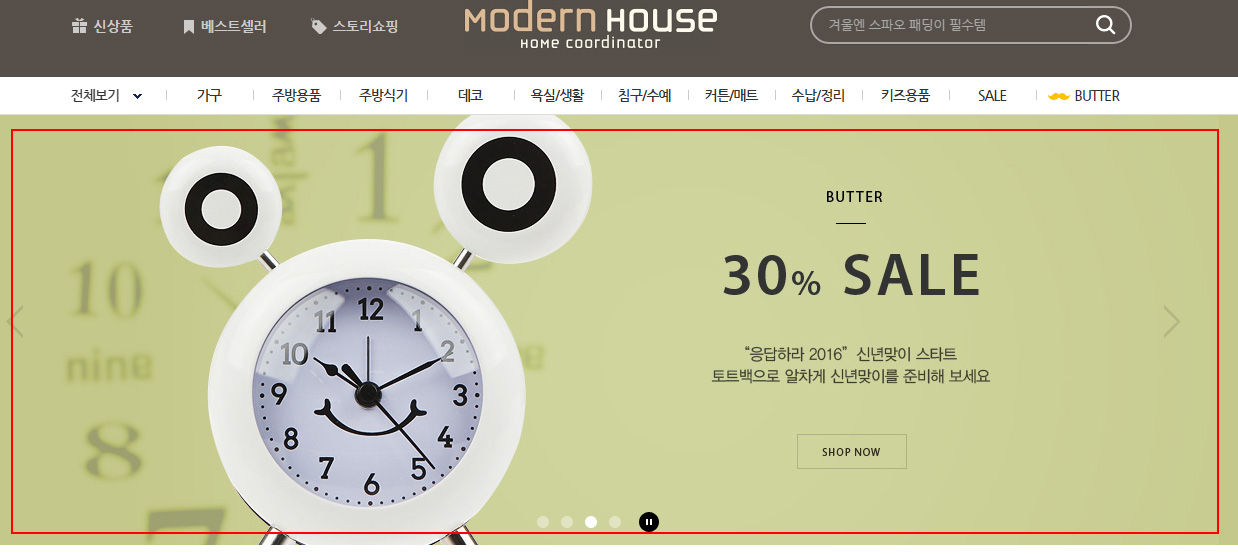 신상품
베스트셀러
스토리쇼핑
MODERN HOUSE
HOME COORDINATOR
겨울엔 스파오 패딩이 필수템
전체보기
가구
주방용품
주방식기
데코
욕실/생활
침구/수예
커튼/매트
수납/정리
키즈용품
SALE
BUTTER
1
10
nine
8
7
12
11 1
10 2
9 3
8 4
7 5
6
BUTTER
30% SALE
“응답하라 2016” 신년맞이 스타트
토트백으로 알차게 신년맞이를 준비해 보세요
SHOP NOW